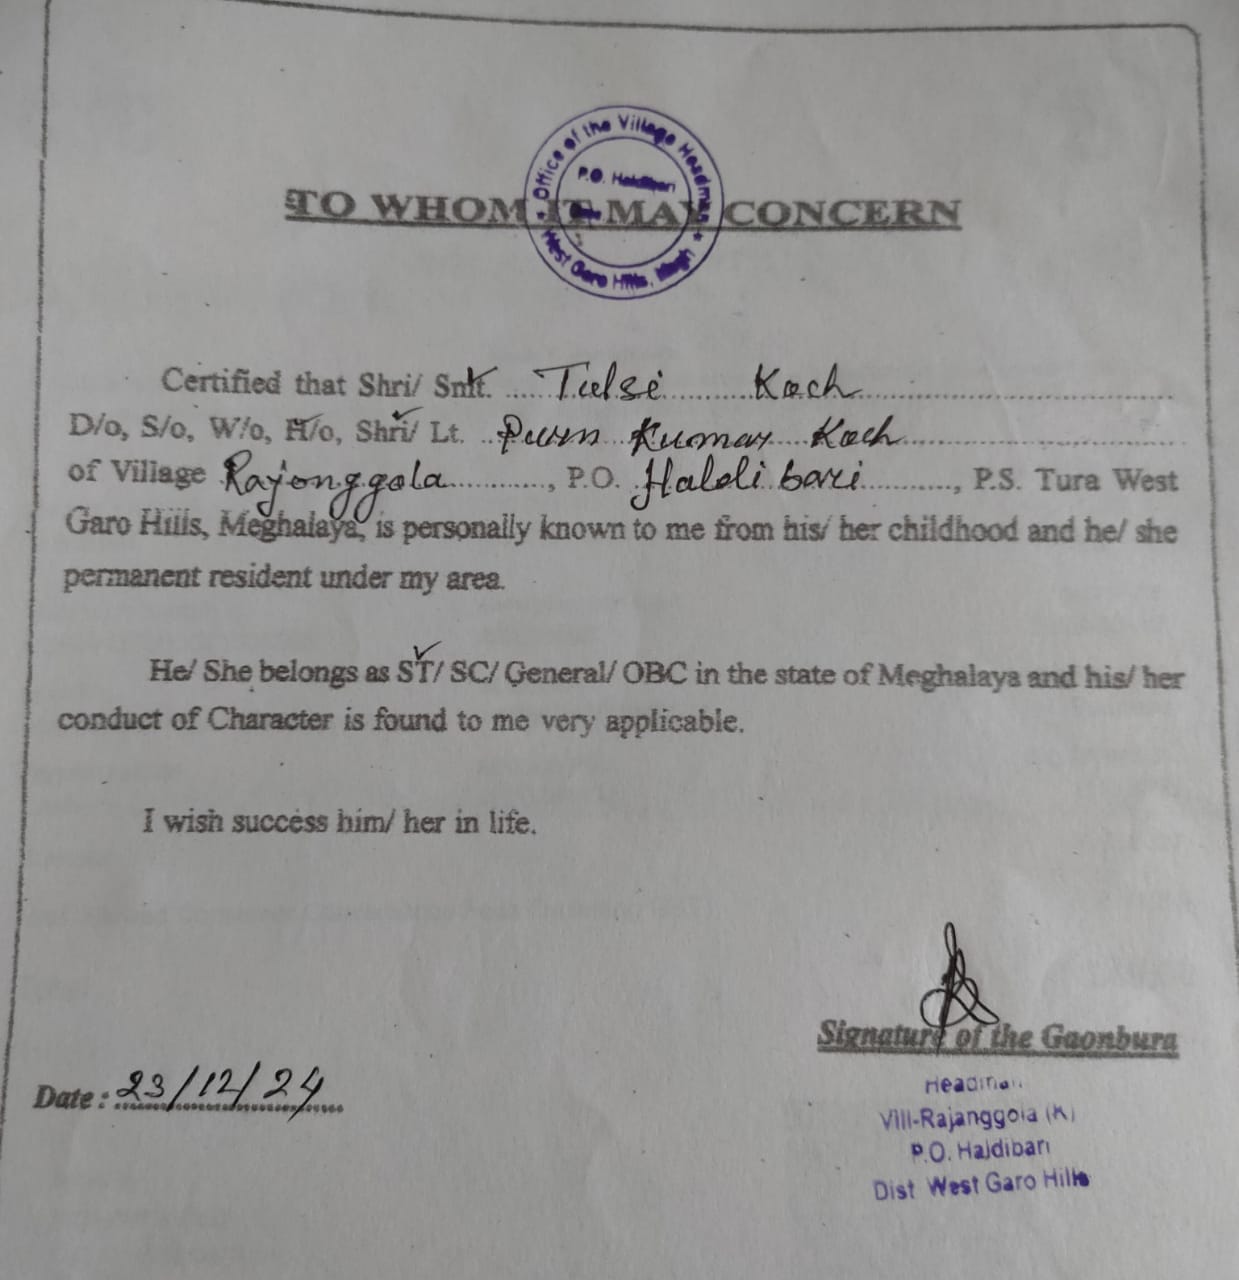 Office of the Village Headman
P.O. Haldibari
West Garo Hills, Megh
TO WHOM IT MAY CONCERN
Certified that Shri/ Smt. Tulsi Koch
D/o, S/o, W/o, H/o, Shri/ Lt. Puren Kumar Koch
of Village Rajonggola, P.O. Haldibari, P.S. Tura West
Garo Hills, Meghalaya, is personally known to me from his/ her childhood and he/ she
permanent resident under my area.
He/ She belongs as ST/ SC/ General/ OBC in the state of Meghalaya and his/ her
conduct of Character is found to me very applicable.
I wish success him/ her in life.
Signature of the Gaonbura
Date : 23/12/24
Headman
Vill-Rajanggola (K)
P.O. Haldibari
Dist West Garo Hills